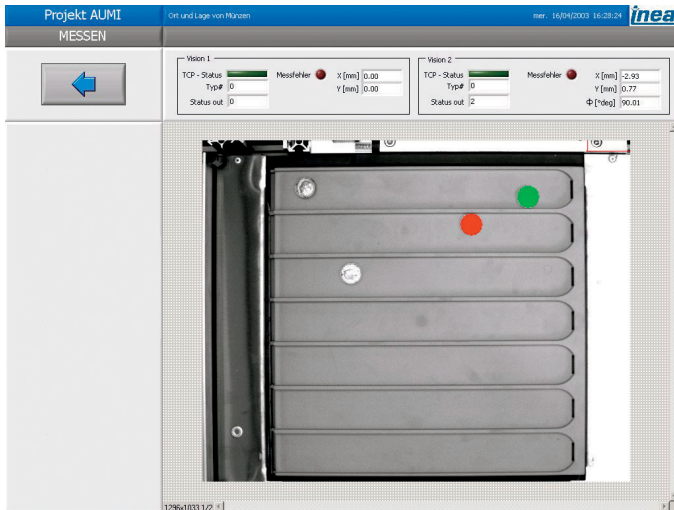 Projekt AUMI
Ort und Lage von Münzen
mer. 16/04/2003 16:28:24
inea
MESSEN
Vision 1
TCP - Status
Messfehler
X [mm] 0.00
Typ# 0
Y [mm] 0.00
Status out 0
Vision 2
TCP - Status
Messfehler
X [mm] -2.93
Typ# 0
Y [mm] 0.77
Status out 2
Φ [°deg] 90.01
1296x1033 1/2